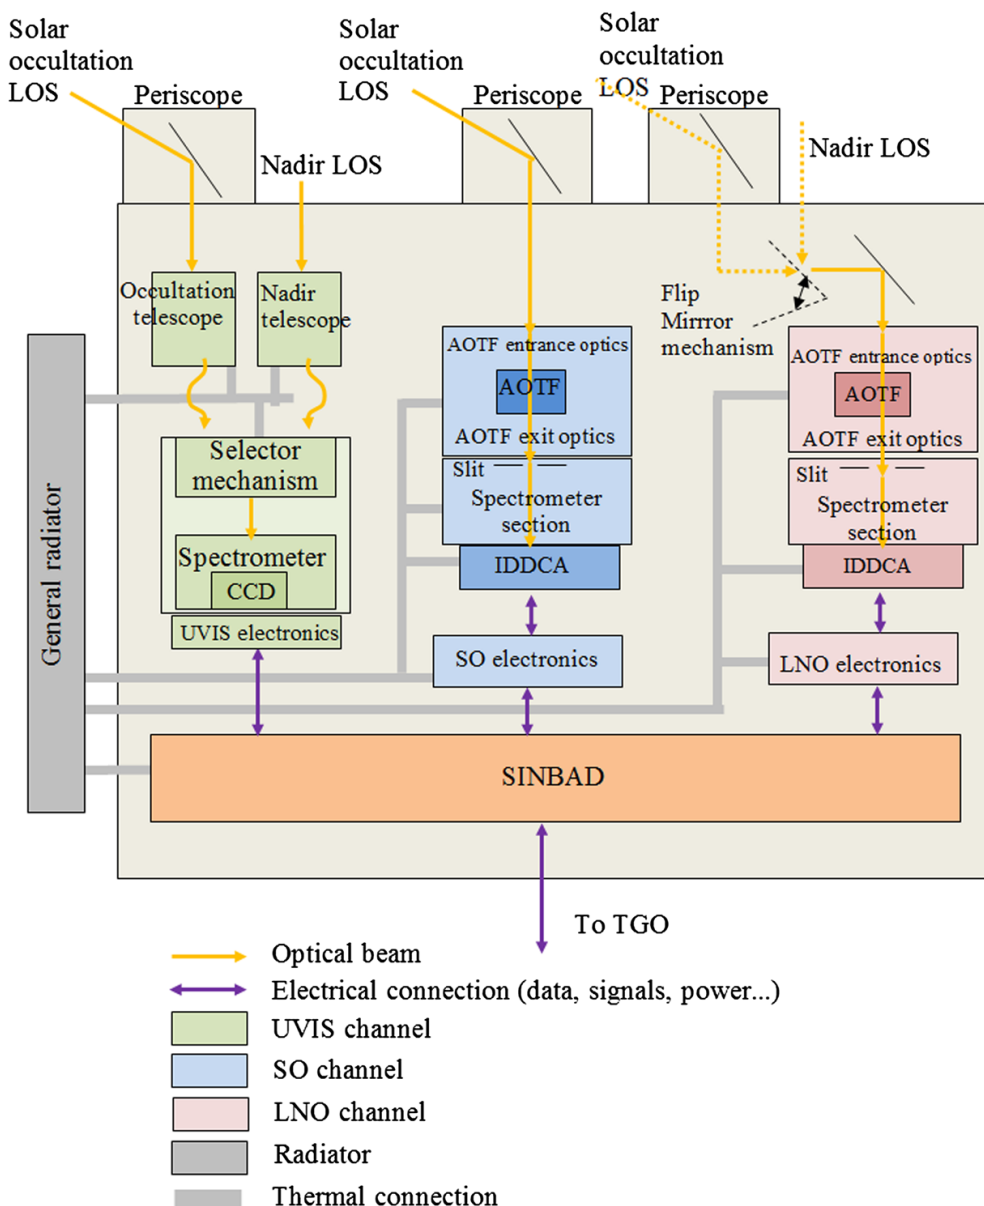 Solar
occultation
LOS
Periscope
Nadir LOS
Solar
occultation
LOS
Periscope
Solar
occultation
LOS
Periscope
Nadir LOS
Occultation
telescope
Nadir
telescope
Flip
Mirrror
mechanism
General radiator
Selector
mechanism
Spectrometer
CCD
UVIS electronics
AOTF entrance optics
AOTF
AOTF exit optics
Slit
Spectrometer
section
IDDCA
SO electronics
AOTF entrance optics
AOTF
AOTF exit optics
Slit
Spectrometer
section
IDDCA
LNO electronics
SINBAD
To TGO
Optical beam
Electrical connection (data, signals, power...)
UVIS channel
SO channel
LNO channel
Radiator
Thermal connection